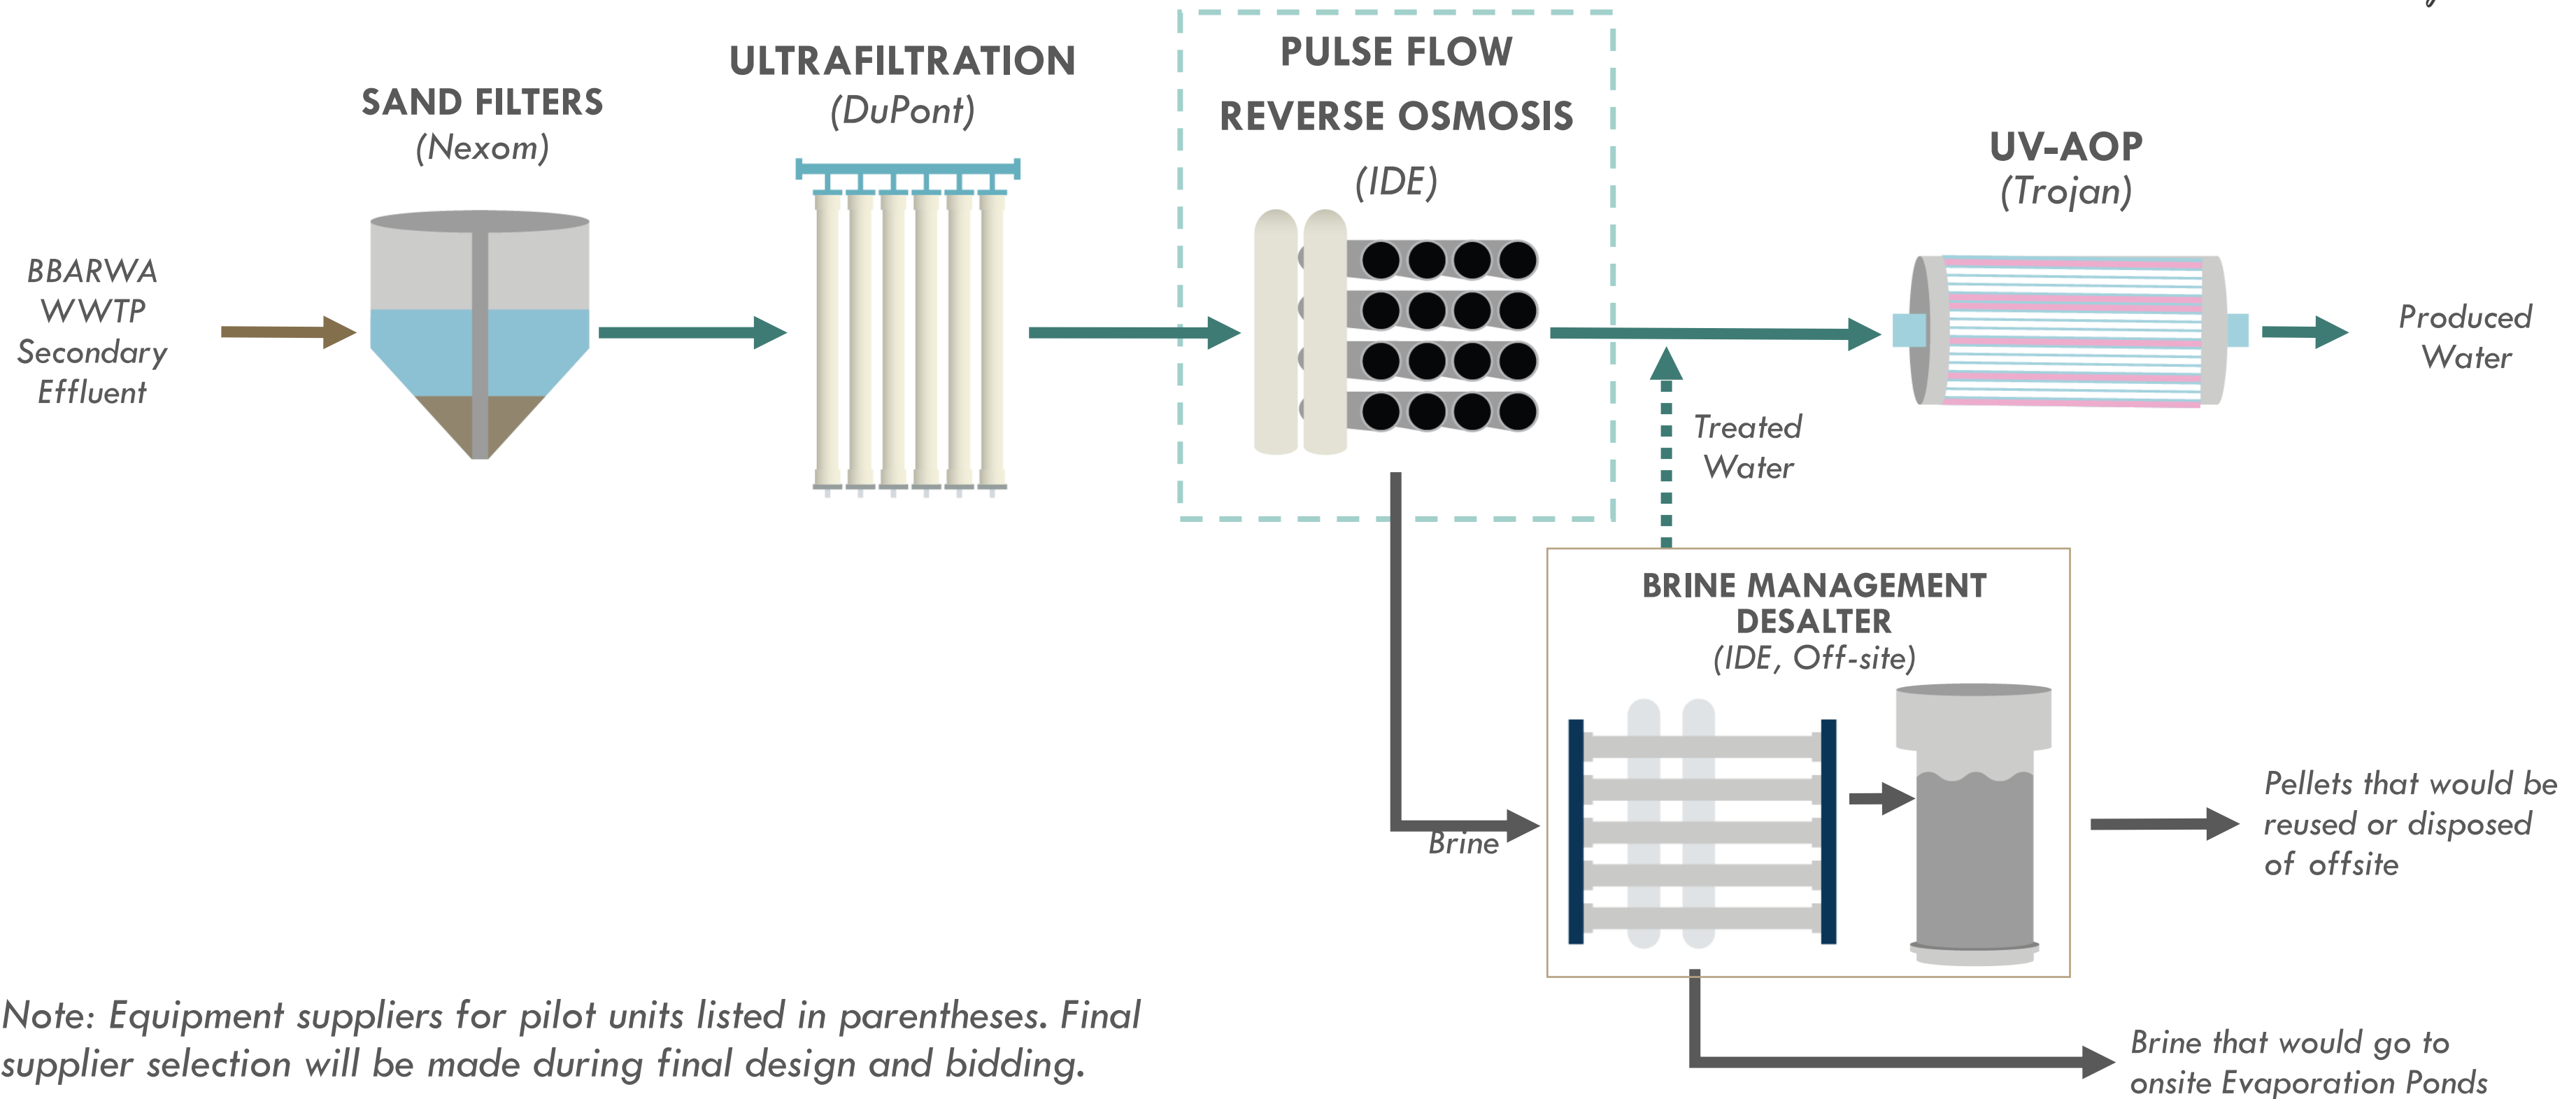 ULTRAFILTRATION
(DuPont)
SAND FILTERS
(Nexom)
PULSE FLOW
REVERSE OSMOSIS
(IDE)
UV-AOP
(Trojan)
BBARWA
WWTP
Secondary
Effluent
Produced
Water
Treated
Water
BRINE MANAGEMENT
DESALTER
(IDE, Off-site)
Brine
Pellets that would be
reused or disposed
of offsite
Brine that would go to
onsite Evaporation Ponds
Note: Equipment suppliers for pilot units listed in parentheses. Final
supplier selection will be made during final design and bidding.